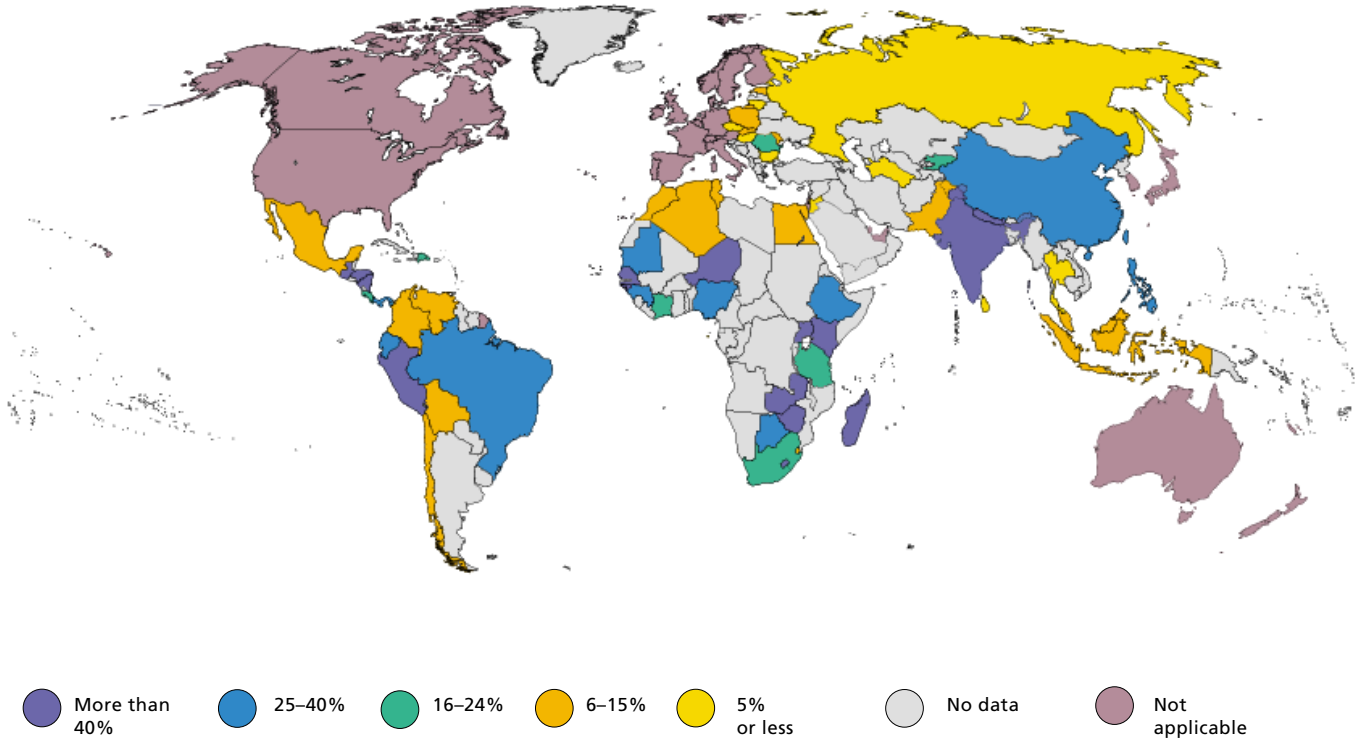 More than
40%
25–40%
16–24%
6–15%
5%
or less
No data
Not
applicable